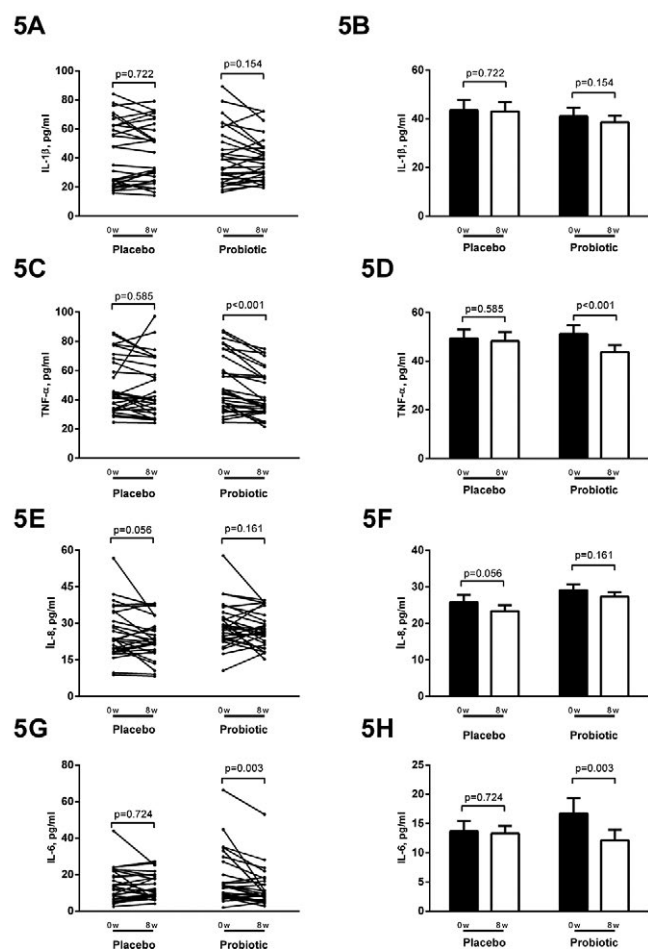 5A
5B
p=0.722
p=0.154
p=0.722
p=0.154
IL-1β, pg/ml
100
80
60
40
20
0
0w
8w
0w
8w
Placebo
Probiotic
IL-1β, pg/ml
60
40
20
0
0w
8w
0w
8w
Placebo
Probiotic
5C
5D
p=0.585
p<0.001
p=0.585
p<0.001
TNF-α, pg/ml
100
80
60
40
20
0
0w
8w
0w
8w
Placebo
Probiotic
TNF-α, pg/ml
60
40
20
0
0w
8w
0w
8w
Placebo
Probiotic
5E
5F
p=0.056
p=0.161
p=0.056
p=0.161
IL-8, pg/ml
60
45
30
15
0
0w
8w
0w
8w
Placebo
Probiotic
IL-8, pg/ml
40
30
20
10
0
0w
8w
0w
8w
Placebo
Probiotic
5G
5H
p=0.724
p=0.003
p=0.724
p=0.003
IL-6, pg/ml
80
60
40
20
0
0w
8w
0w
8w
Placebo
Probiotic
IL-6, pg/ml
25
20
15
10
5
0
0w
8w
0w
8w
Placebo
Probiotic